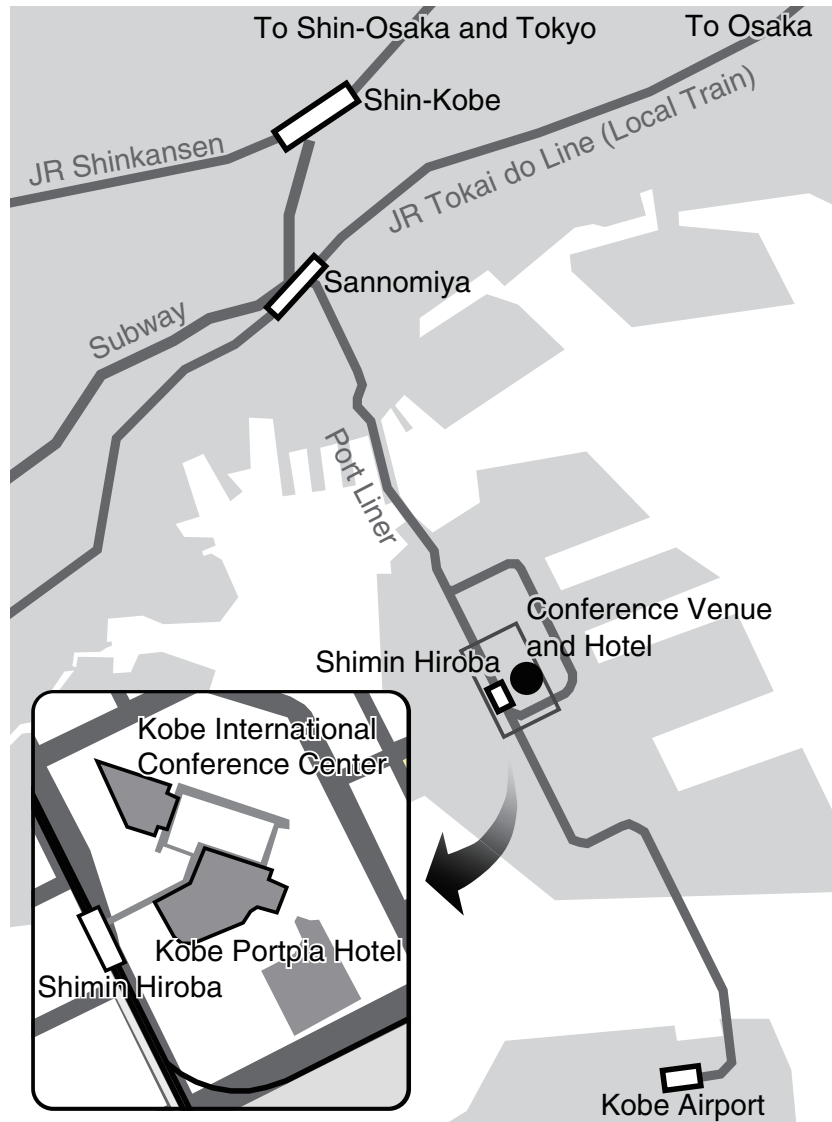 To Shin-Osaka and Tokyo
To Osaka
Shin-Kobe
JR Shinkansen
JR Tokai do Line (Local Train)
Sannomiya
Subway
Port Liner
Conference Venue
and Hotel
Shimin Hiroba
Kobe International
Conference Center
Kobe Portpia Hotel
Shimin Hiroba
Kobe Airport